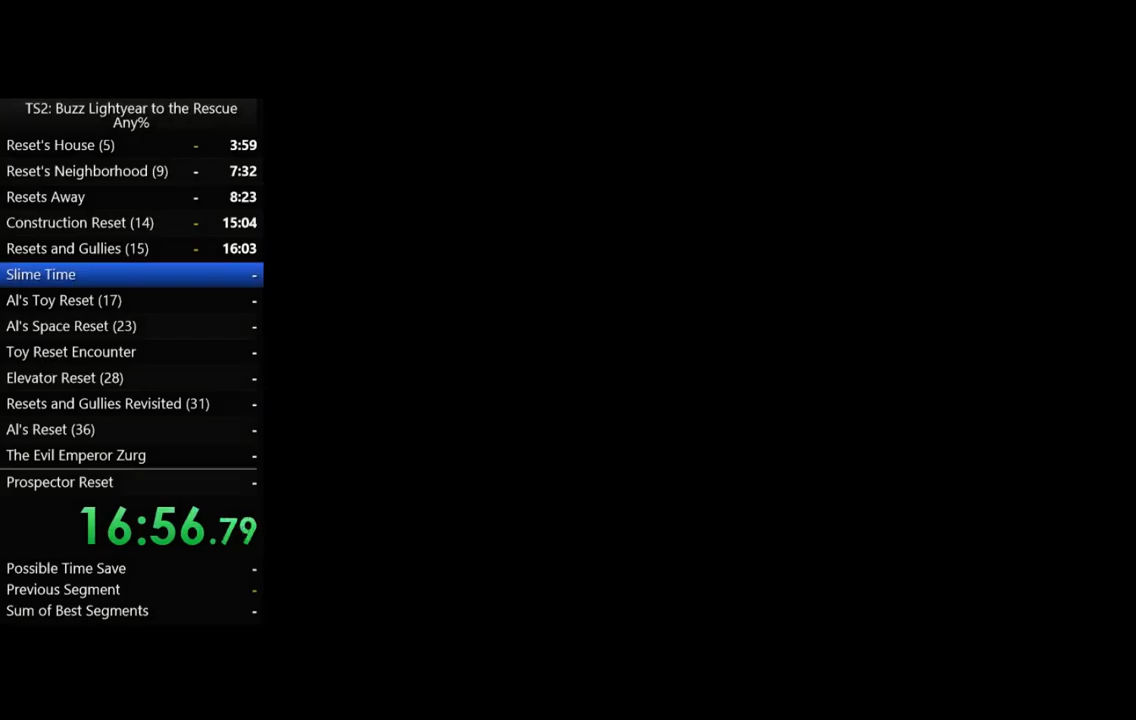 TS2: Buzz Lightyear to the Rescue
Any%
Reset's House (5) - 3:59
Reset's Neighborhood (9) - 7:32
Resets Away - 8:23
Construction Reset (14) - 15:04
Resets and Gullies (15) - 16:03
Slime Time -
Al's Toy Reset (17) -
Al's Space Reset (23) -
Toy Reset Encounter -
Elevator Reset (28) -
Resets and Gullies Revisited (31) -
Al's Reset (36) -
The Evil Emperor Zurg -
Prospector Reset -
16:56.79
Possible Time Save -
Previous Segment -
Sum of Best Segments -